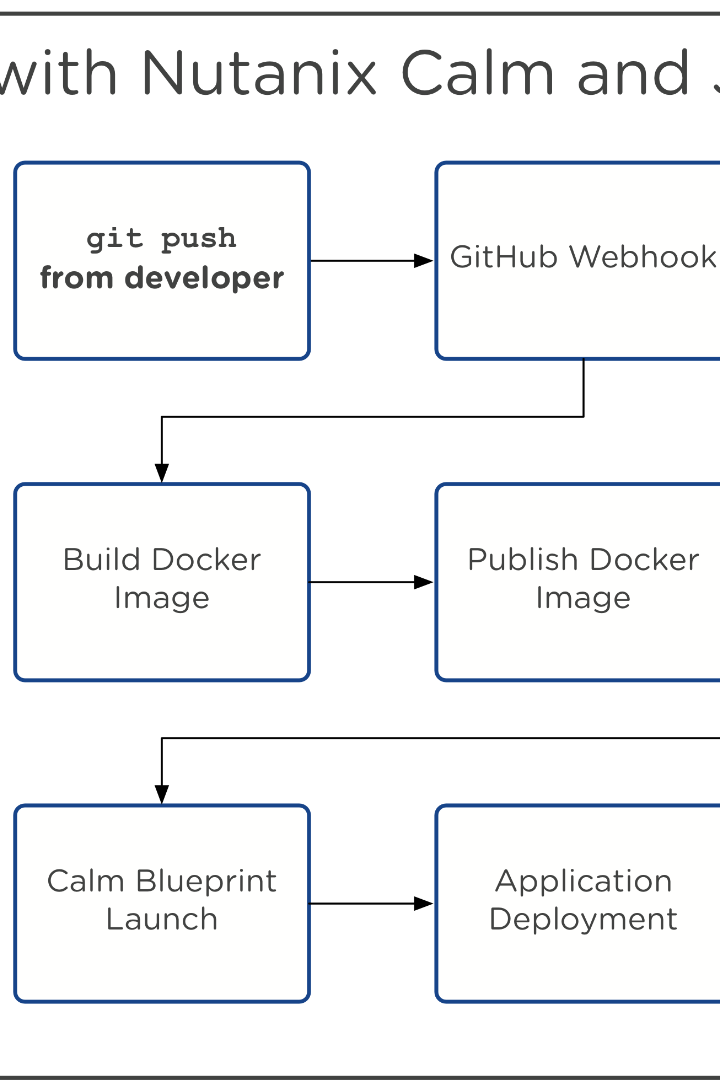 with Nutanix Calm and
git push
from developer
GitHub Webhook
Build Docker
Image
Publish Docker
Image
Calm Blueprint
Launch
Application
Deployment